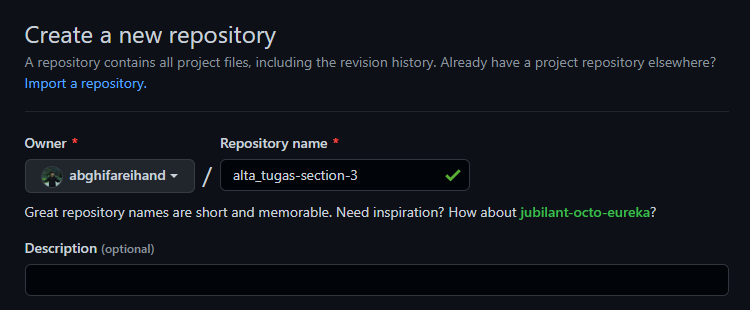 Create a new repository
A repository contains all project files, including the revision history. Already have a project repository elsewhere?
Import a repository.
Owner * Repository name *
abghifareihand / alta_tugas-section-3
Great repository names are short and memorable. Need inspiration? How about jubilant-octo-eureka?
Description (optional)